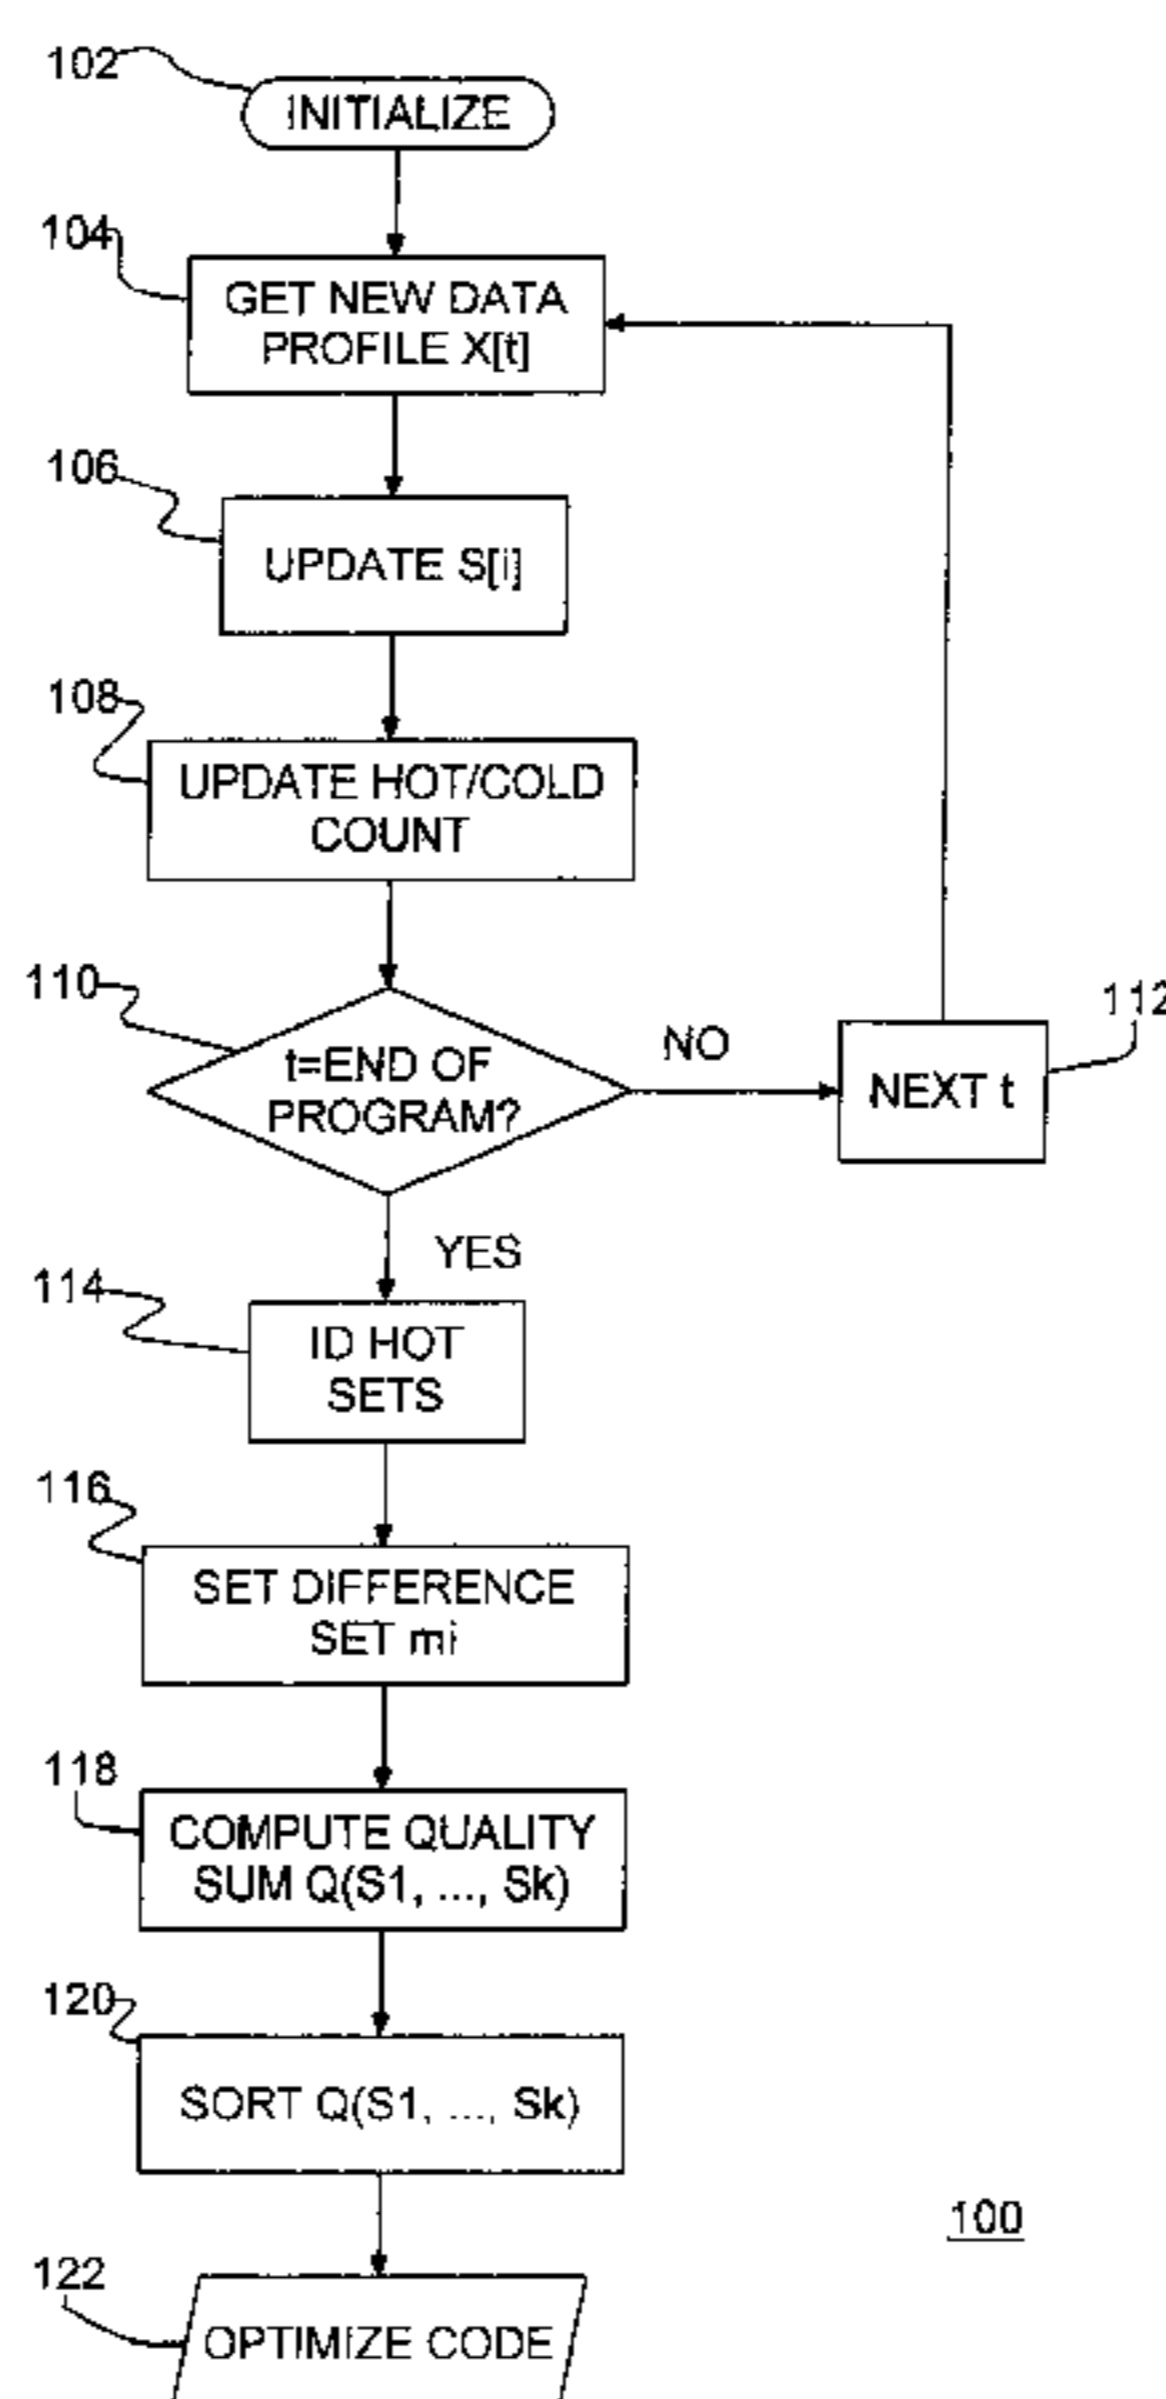 102
INITIALIZE
104
GET NEW DATA
PROFILE X[t]
106
UPDATE S[i]
108
UPDATE HOT/COLD
COUNT
110
t=END OF
PROGRAM?
NO
112
NEXT t
YES
114
ID HOT
SETS
116
SET DIFFERENCE
SET mi
118
COMPUTE QUALITY
SUM Q(S1, ..., Sk)
120
SORT Q(S1, ..., Sk)
100
122
OPTIMIZE CODE